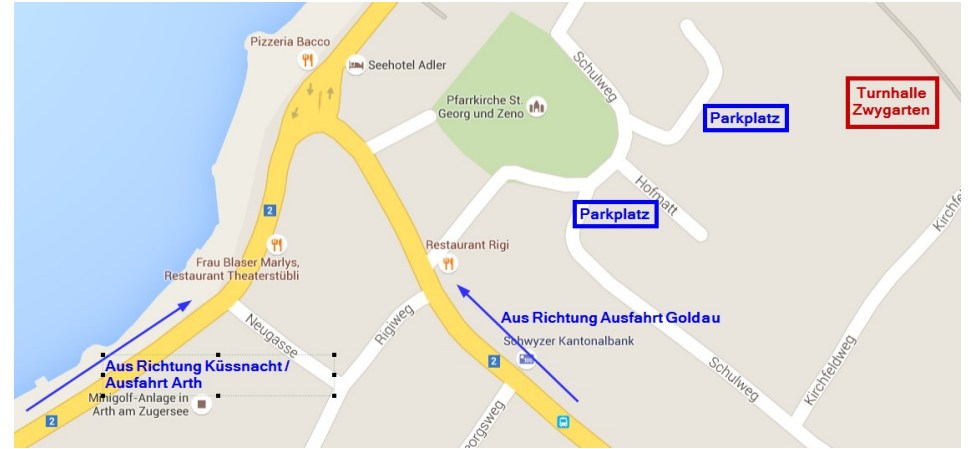 Pizzeria Bacco
Seehotel Adler
Pfarrkirche St.
Georg und Zeno
Schulweg
Parkplatz
Turnhalle
Zwygarten
Hofmatt
Parkplatz
2
Frau Blaser Marlys,
Restaurant Theaterstübli
Restaurant Rigi
Neugasse
Rigiweg
Aus Richtung Ausfahrt Goldau
Schwyzer Kantonalbank
2
Aus Richtung Küssnacht /
Ausfahrt Arth
Minigolf-Anlage in
Arth am Zugersee
2
Schulweg
Kirchfeldweg